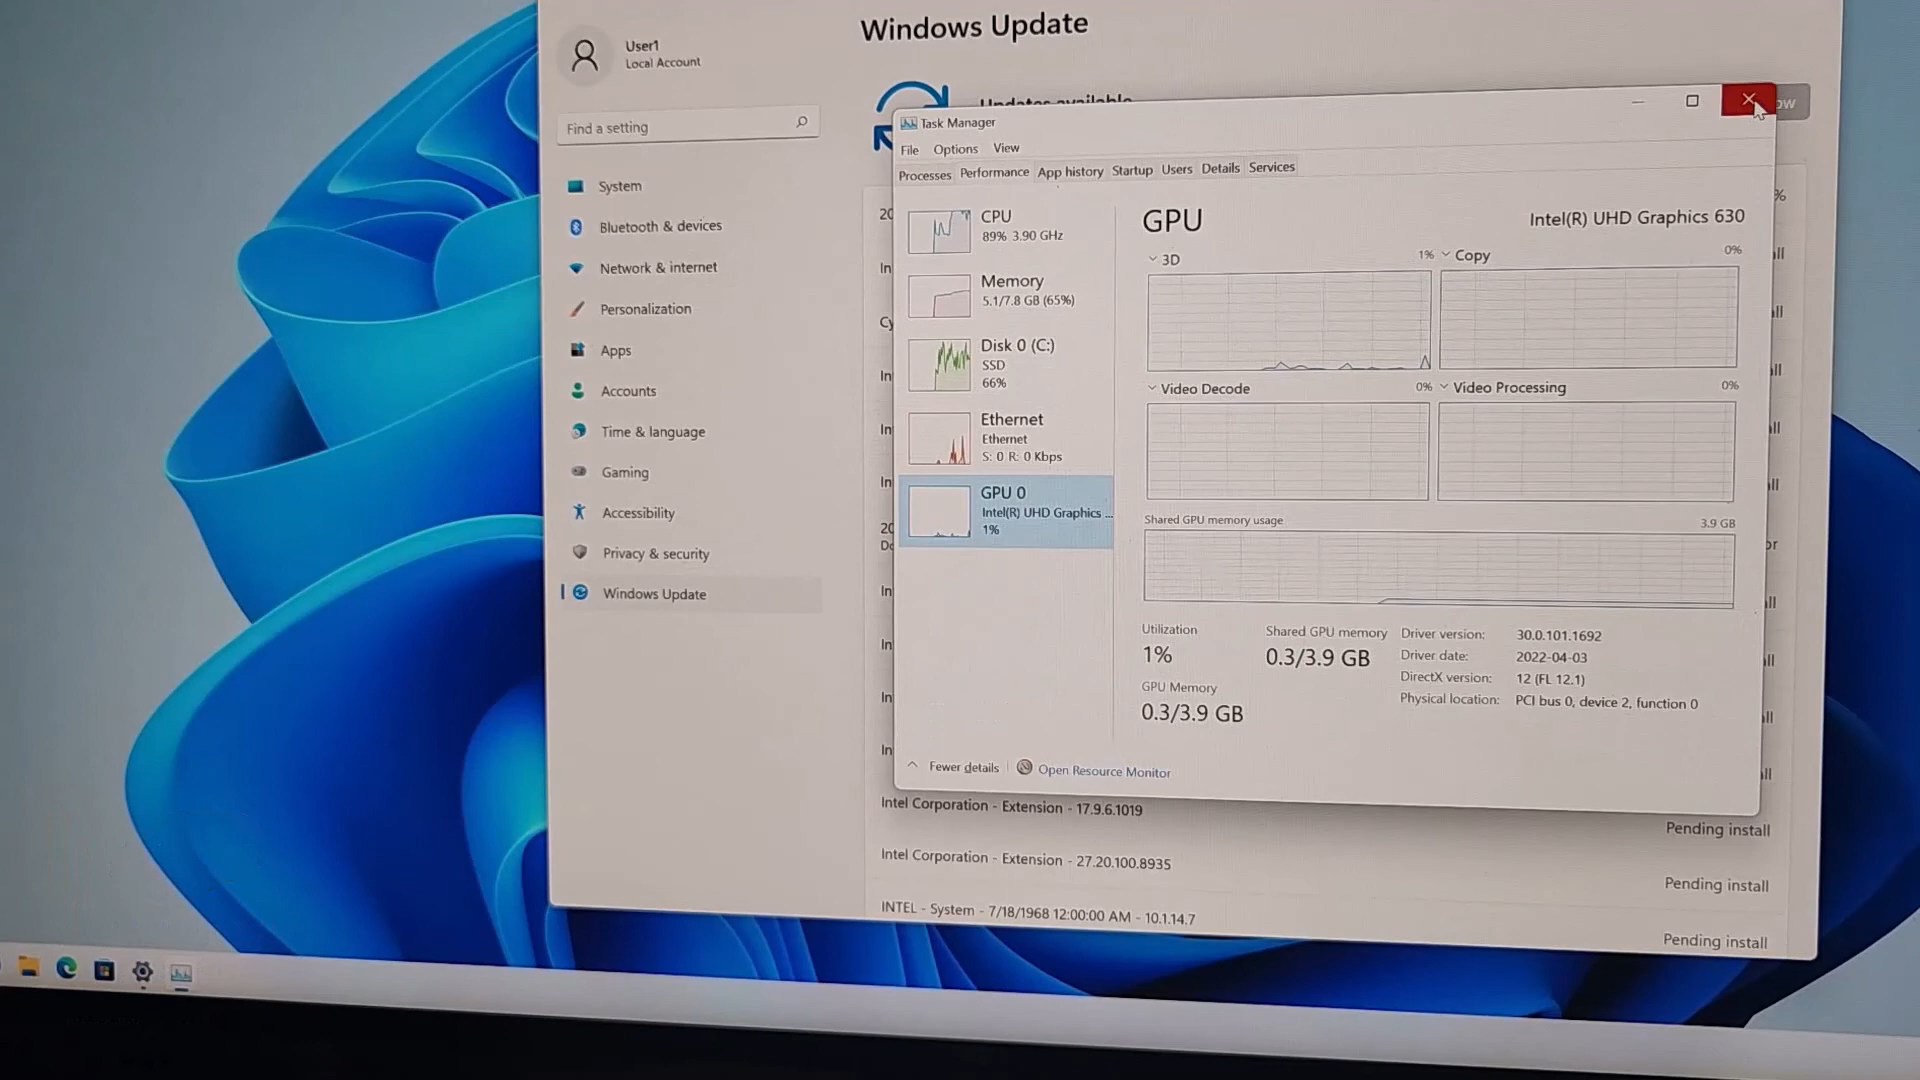 Windows Update
User1
Local Account
Updates available
Find a setting
System
Bluetooth & devices
Network & internet
Personalization
Apps
Accounts
Time & language
Gaming
Accessibility
Privacy & security
Windows Update
Task Manager
File Options View
Processes Performance App history Startup Users Details Services
CPU
89% 3.90 GHz
Memory
5.1/7.8 GB (65%)
Disk 0 (C:)
SSD
66%
Ethernet
Ethernet
S: 0 R: 0 Kbps
GPU 0
Intel(R) UHD Graphics ...
1%
GPU
Intel(R) UHD Graphics 630
3D 1%
Copy 0%
Video Decode 0%
Video Processing 0%
Shared GPU memory usage 3.9 GB
Utilization
1%
Shared GPU memory
0.3/3.9 GB
GPU Memory
0.3/3.9 GB
Driver version: 30.0.101.1692
Driver date: 2022-04-03
DirectX version: 12 (FL 12.1)
Physical location: PCI bus 0, device 2, function 0
Fewer details
Open Resource Monitor
Intel Corporation - Extension - 17.9.6.1019
Pending install
Intel Corporation - Extension - 27.20.100.8935
Pending install
INTEL - System - 7/18/1968 12:00:00 AM - 10.1.14.7
Pending install